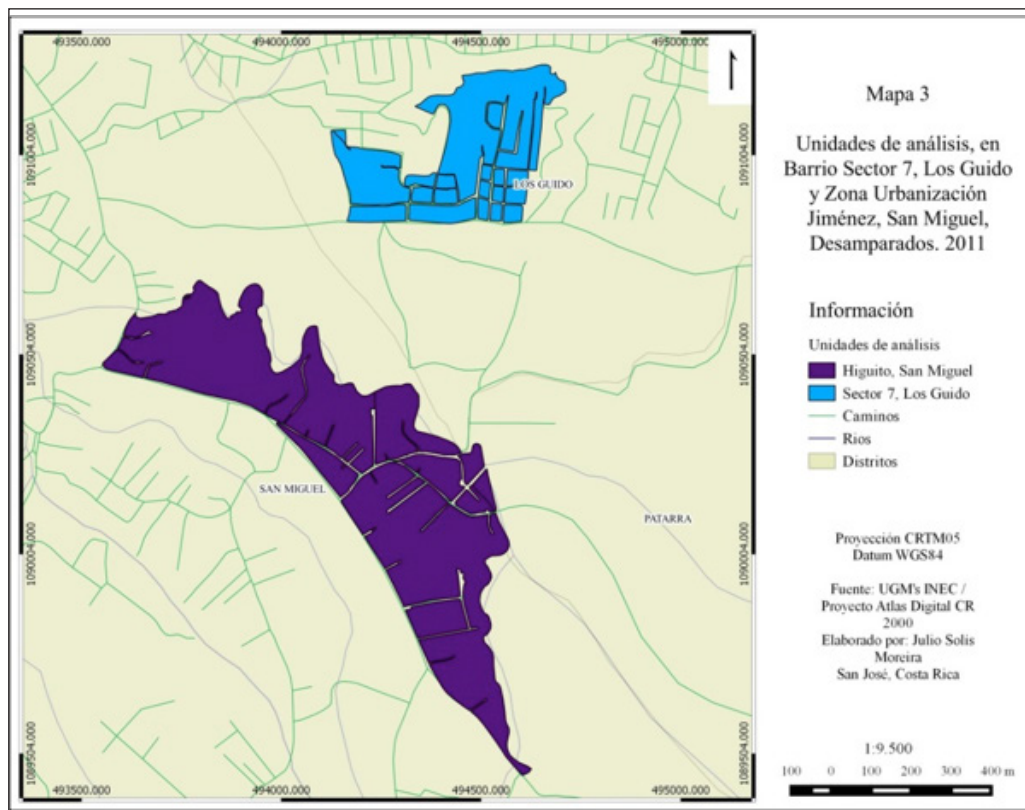 493500.000 494000.000 494500.000 495000.000
1091004.000
1090504.000
1090004.000
1089504.000
LOS GUIDO
SAN MIGUEL
PATARRA
1091004.000
1090504.000
1090004.000
1089504.000
493500.000 494000.000 494500.000 495000.000
Mapa 3
Unidades de análisis, en
Barrio Sector 7, Los Guido
y Zona Urbanización
Jiménez, San Miguel,
Desamparados. 2011
Información
Unidades de análisis
Higuito, San Miguel
Sector 7, Los Guido
Caminos
Rios
Distritos
Proyección CRTM05
Datum WGS84
Fuente: UGM's INEC /
Proyecto Atlas Digital CR
2000
Elaborado por: Julio Solis
Moreira
San José, Costa Rica
1:9.500
100 0 100 200 300 400 m